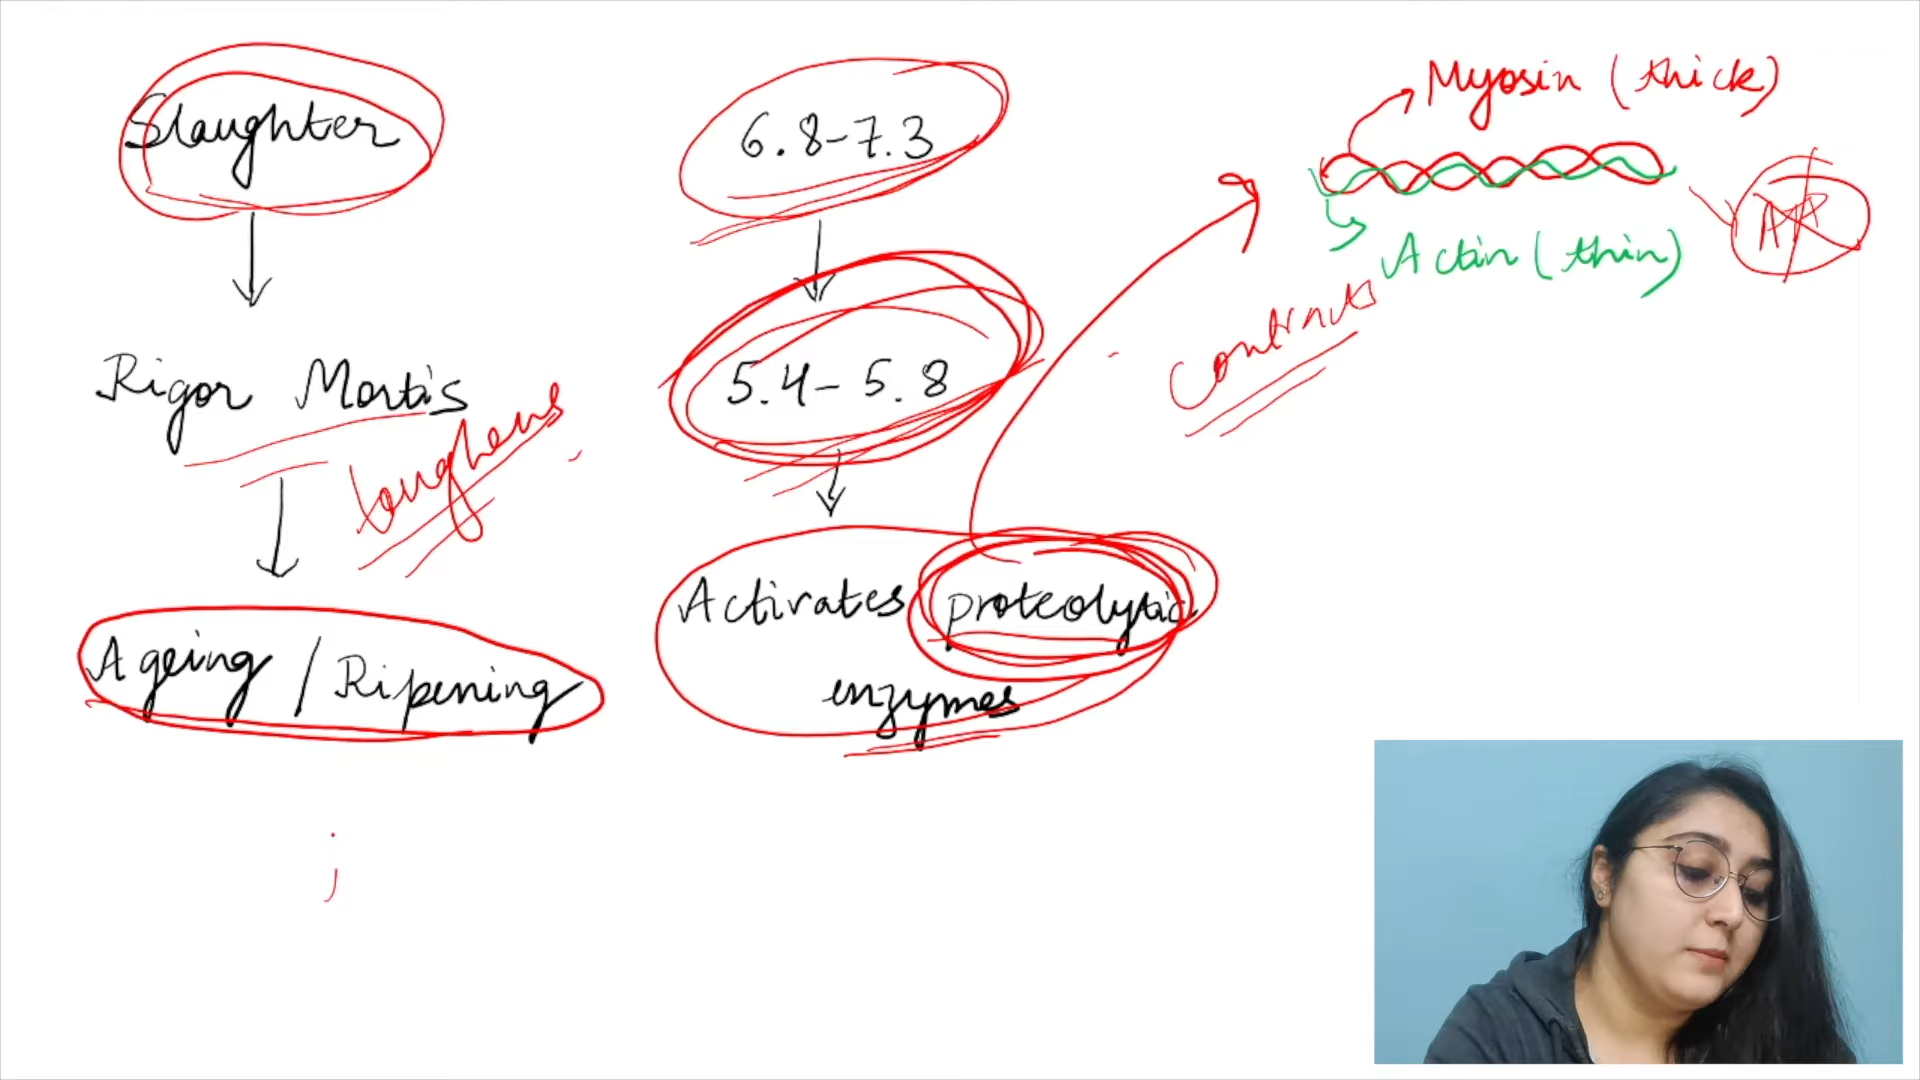 Slaughter
Rigor Mortis
toughens
Ageing / Ripening
6.8-7.3
5.4-5.8
Activates proteolytic
enzymes
Myosin (thick)
Actin (thin)
contracts